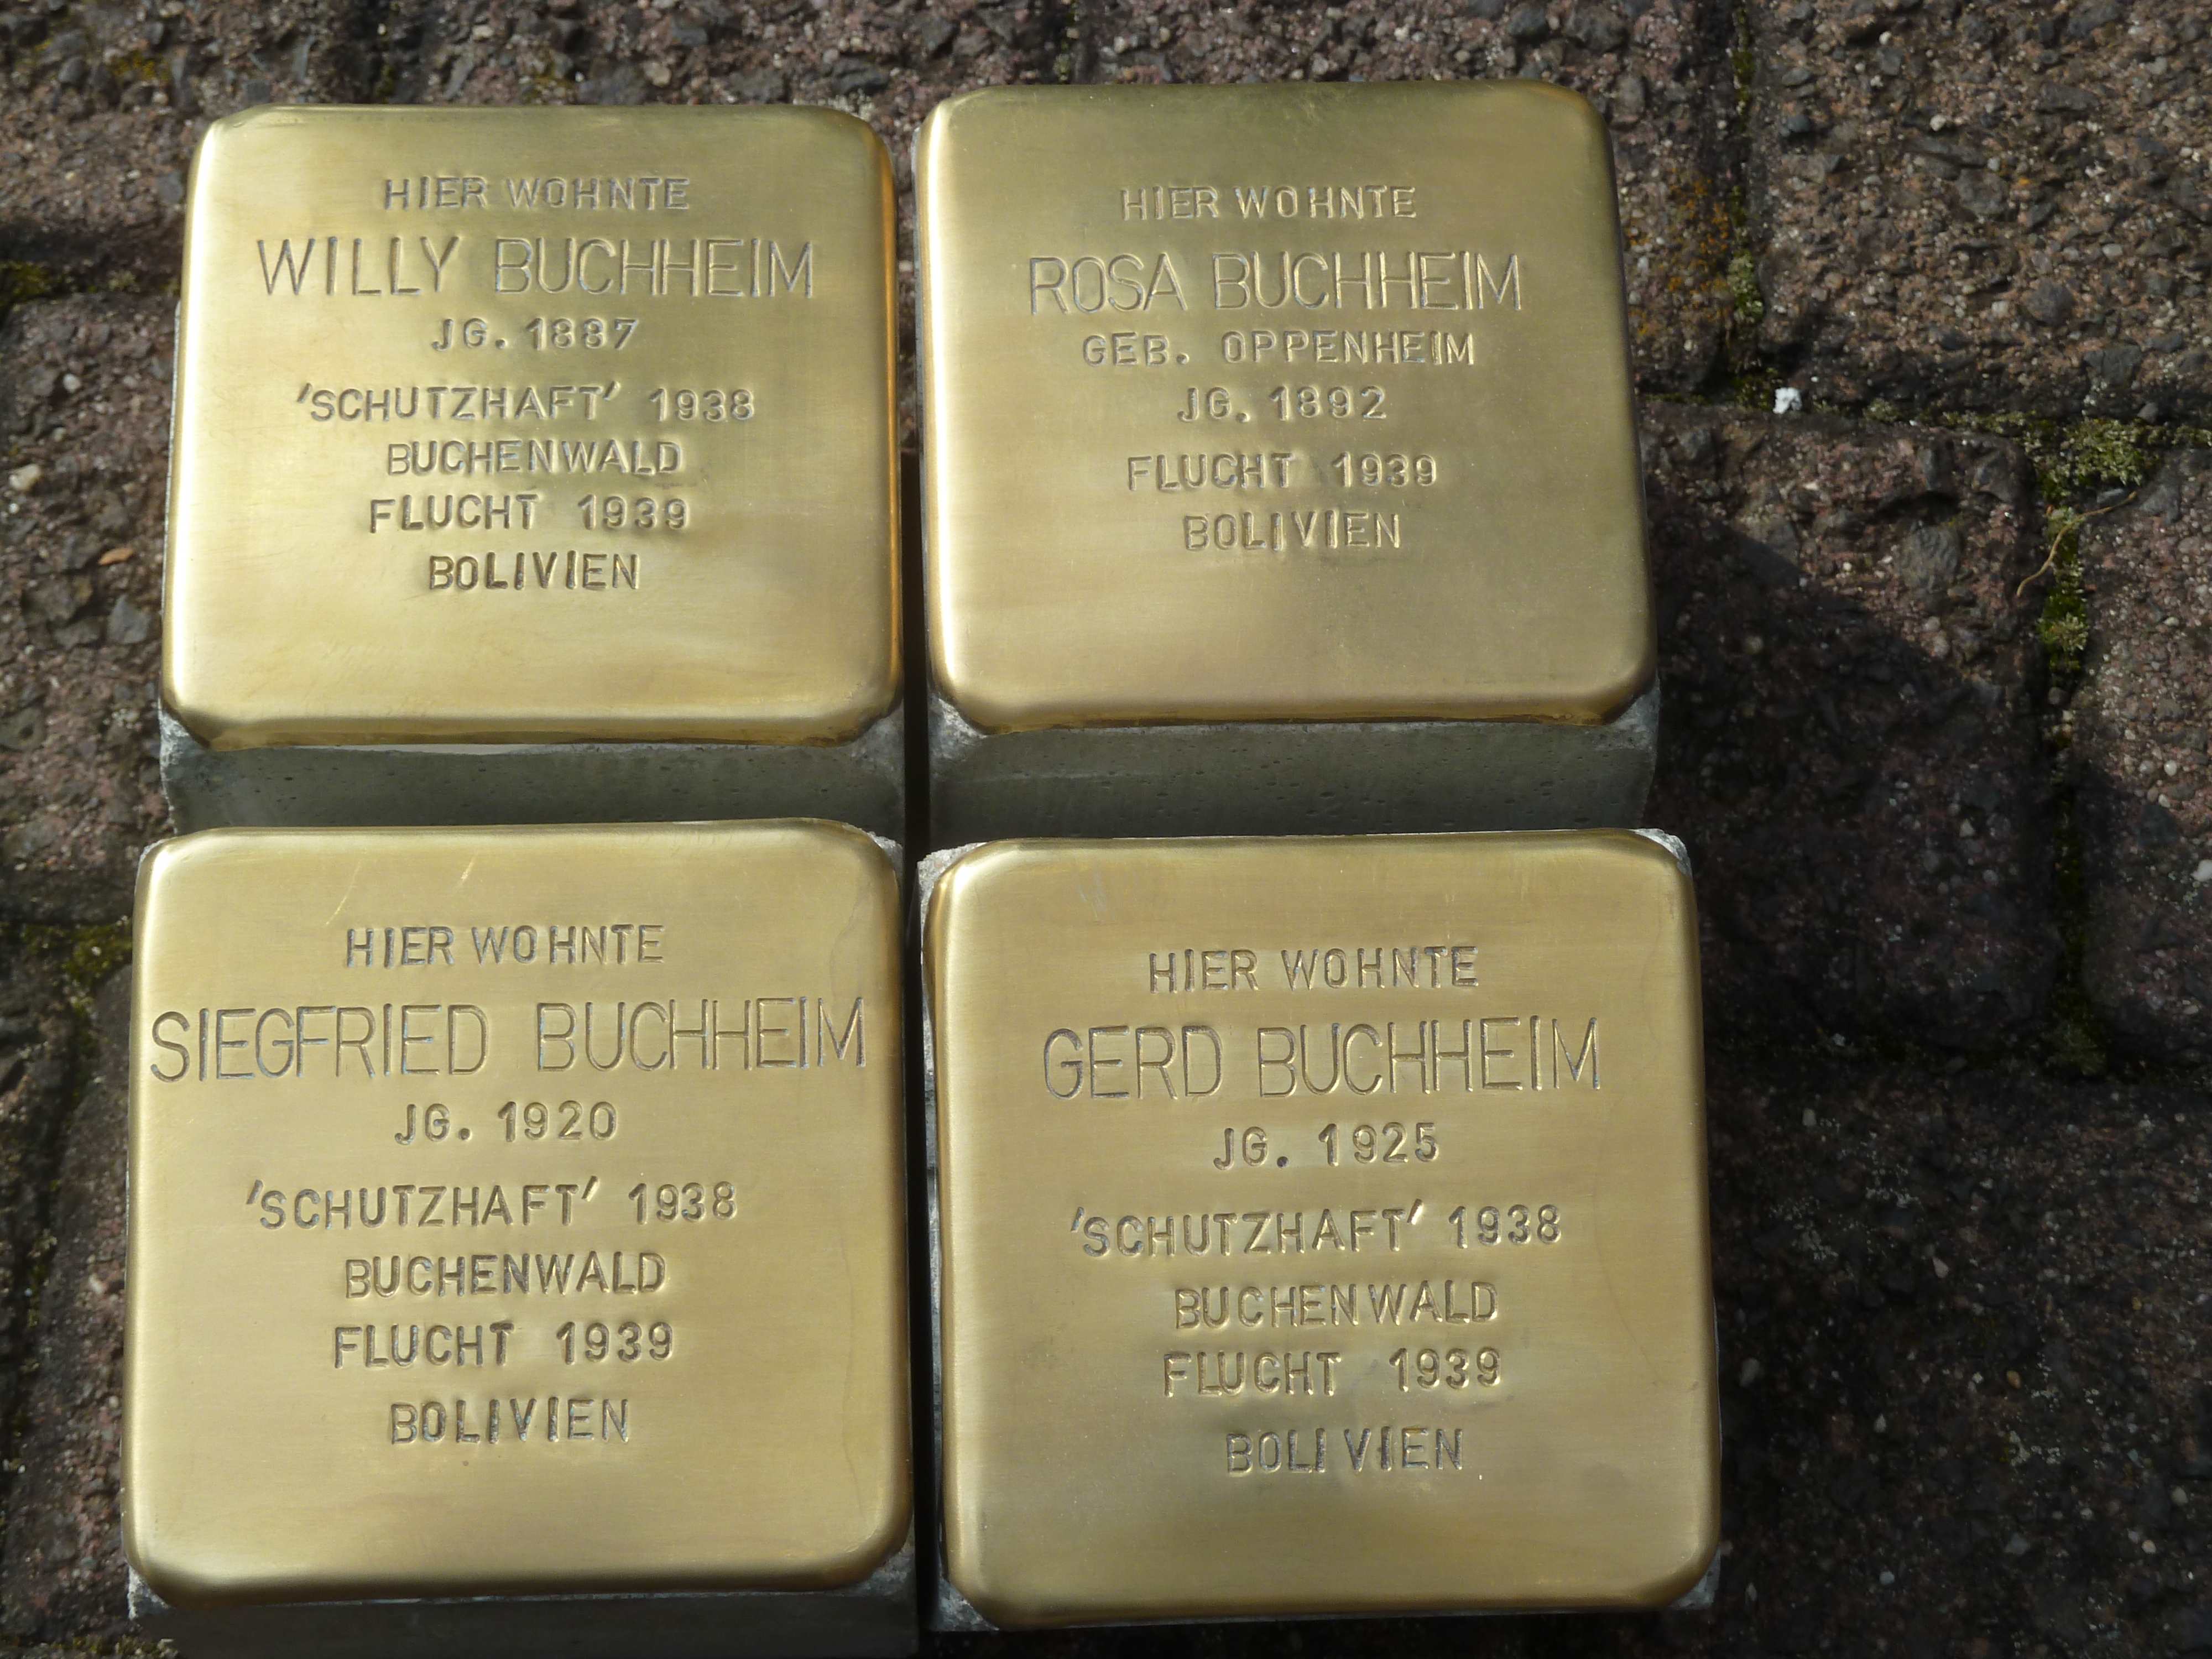 HIER WOHNTE
WILLY BUCHHEIM
JG. 1887
'SCHUTZHAFT' 1938
BUCHENWALD
FLUCHT 1939
BOLIVIEN
HIER WOHNTE
ROSA BUCHHEIM
GEB. OPPENHEIM
JG. 1892
FLUCHT 1939
BOLIVIEN
HIER WOHNTE
SIEGFRIED BUCHHEIM
JG. 1920
'SCHUTZHAFT' 1938
BUCHENWALD
FLUCHT 1939
BOLIVIEN
HIER WOHNTE
GERD BUCHHEIM
JG. 1925
'SCHUTZHAFT' 1938
BUCHENWALD
FLUCHT 1939
BOLIVIEN